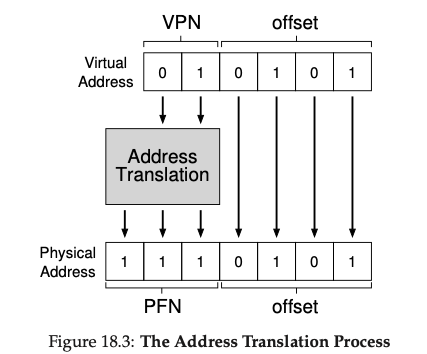 VPN offset
Virtual Address 0 1 0 1 0 1
Address Translation
Physical Address 1 1 1 0 1 0 1
PFN offset
Figure 18.3: The Address Translation Process